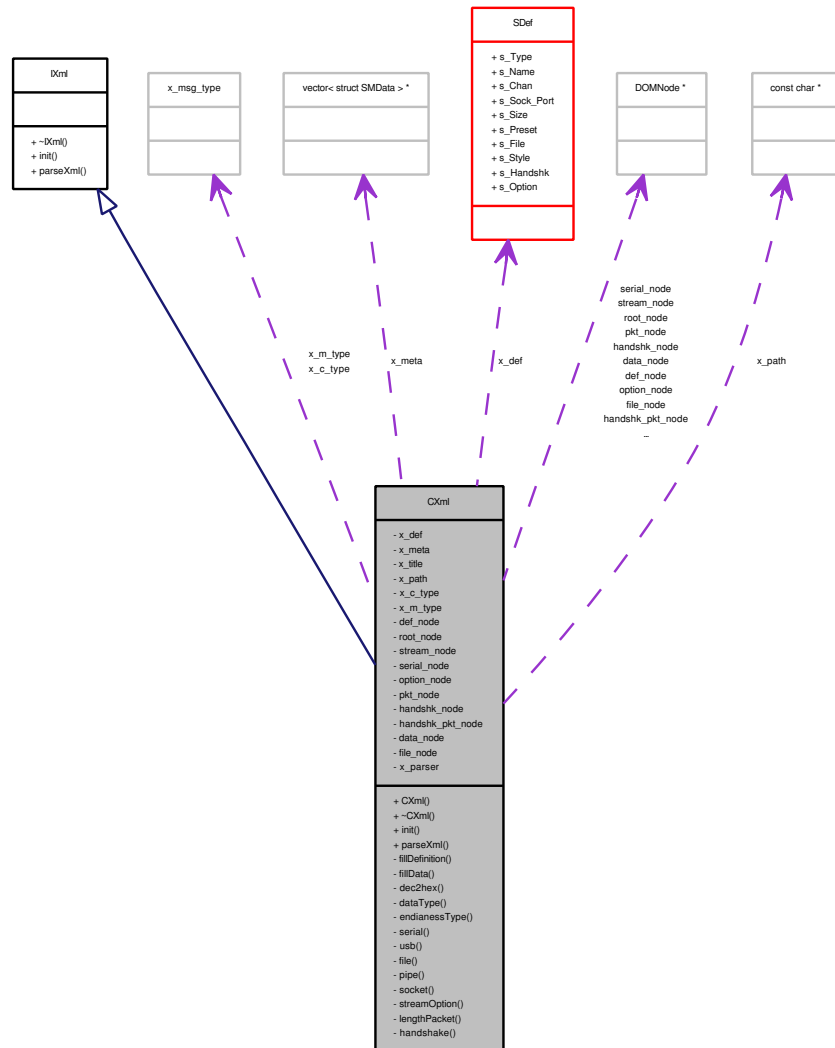 IXml
+ ~IXml()
+ init()
+ parseXml()
x_msg_type
vector< struct SMData > *
SDef
+ s_Type
+ s_Name
+ s_Chan
+ s_Sock_Port
+ s_Size
+ s_Preset
+ s_File
+ s_Style
+ s_Handshk
+ s_Option
DOMNode *
const char *
x_m_type
x_c_type
x_meta
x_def
serial_node
stream_node
root_node
pkt_node
handshk_node
data_node
def_node
option_node
file_node
handshk_pkt_node
...
x_path
CXml
- x_def
- x_meta
- x_title
- x_path
- x_c_type
- x_m_type
- def_node
- root_node
- stream_node
- serial_node
- option_node
- pkt_node
- handshk_node
- handshk_pkt_node
- data_node
- file_node
- x_parser
+ CXml()
+ ~CXml()
+ init()
+ parseXml()
- fillDefinition()
- fillData()
- dec2hex()
- dataType()
- endianessType()
- serial()
- usb()
- file()
- pipe()
- socket()
- streamOption()
- lengthPacket()
- handshake()